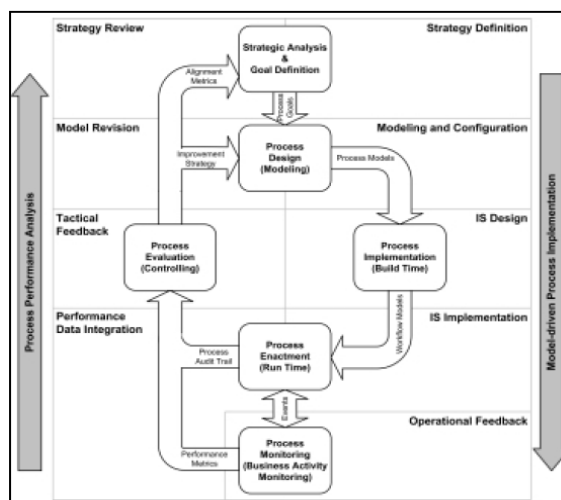 Strategy Review
Strategy Definition
Strategic Analysis
&
Goal Definition
Alignment
Metrics
Process
Goals
Model Revision
Modeling and Configuration
Process
Design
(Modeling)
Improvement
Strategy
Process Models
Tactical
Feedback
IS Design
Process
Evaluation
(Controlling)
Process
Implementation
(Build Time)
Performance
Data Integration
IS Implementation
Process
Audit Trail
Process
Enactment
(Run Time)
Workflow Models
Events
Operational Feedback
Performance
Metrics
Process
Monitoring
(Business Activity
Monitoring)
Process Performance Analysis
Model-driven Process Implementation